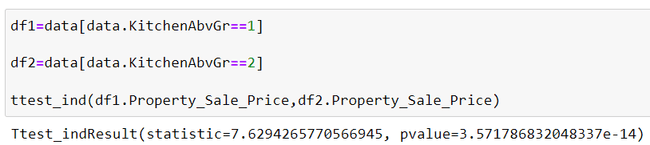 df1=data[data.KitchenAbvGr==1]
df2=data[data.KitchenAbvGr==2]
ttest_ind(df1.Property_Sale_Price,df2.Property_Sale_Price)
Ttest_indResult(statistic=7.6294265770566945, pvalue=3.571786832048337e-14)